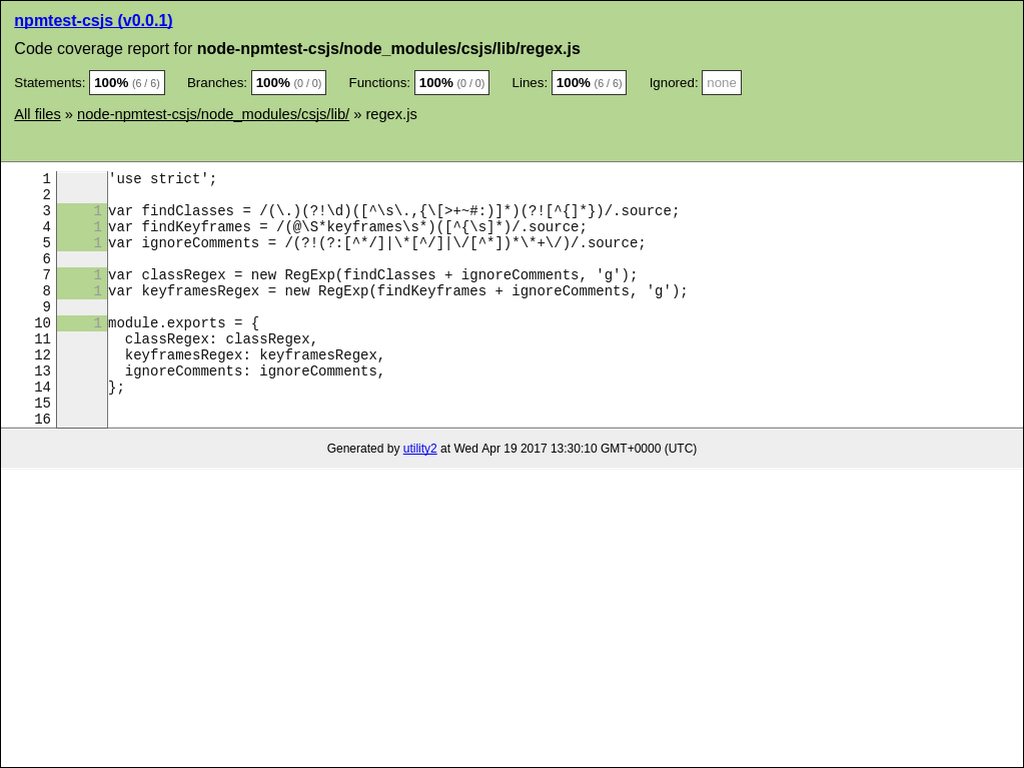 npmtest-csjs (v0.0.1)
Code coverage report for node-npmtest-csjs/node_modules/csjs/lib/regex.js
Statements: 100% (6 / 6) Branches: 100% (0 / 0) Functions: 100% (0 / 0) Lines: 100% (6 / 6) Ignored: none
All files » node-npmtest-csjs/node_modules/csjs/lib/ » regex.js
1 'use strict';
2
3 1 var findClasses = /(\.)(?!\d)([^\s\.,{\[>+~#:)]*)(?![^{]*})/.source;
4 1 var findKeyframes = /(@\S*keyframes\s*)([^{\s]*)/.source;
5 1 var ignoreComments = /(?!(?:[^*/]|\*[^/]|\/[^*])*\*+\/)/.source;
6
7 1 var classRegex = new RegExp(findClasses + ignoreComments, 'g');
8 1 var keyframesRegex = new RegExp(findKeyframes + ignoreComments, 'g');
9
10 1 module.exports = {
11 classRegex: classRegex,
12 keyframesRegex: keyframesRegex,
13 ignoreComments: ignoreComments,
14 };
15
16
Generated by utility2 at Wed Apr 19 2017 13:30:10 GMT+0000 (UTC)